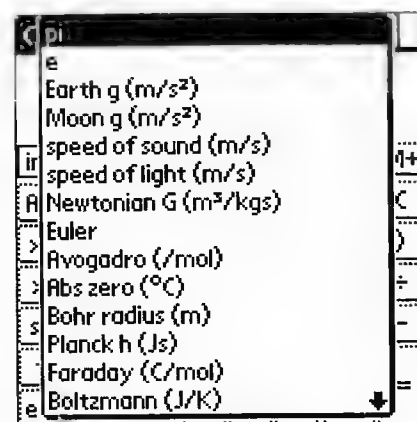 pi
e
Earth g (m/s²)
Moon g (m/s²)
speed of sound (m/s)
speed of light (m/s)
Newtonian G (m³/kgs)
Euler
Avogadro (/mol)
Abs zero (°C)
Bohr radius (m)
Planck h (Js)
Faraday (C/mol)
Boltzmann (J/K)